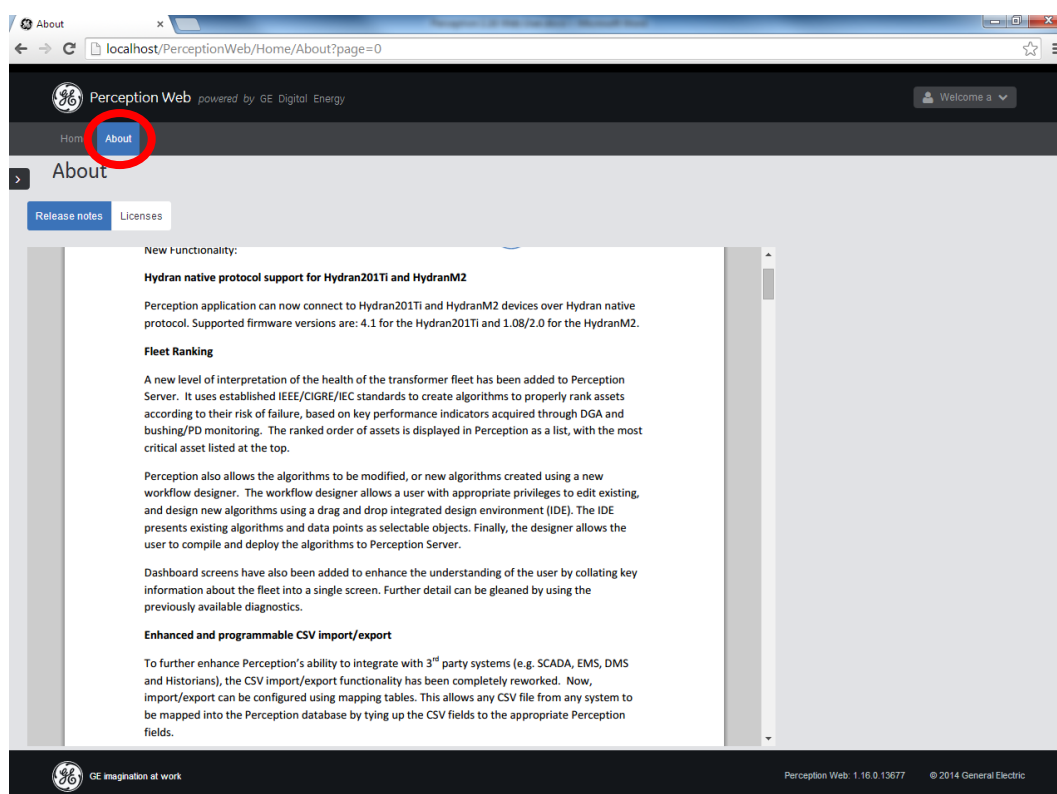 About
localhost/PerceptionWeb/Home/About?page=0
Perception Web powered by GE Digital Energy
Welcome a
Hom About
About
Release notes Licenses
New Functionality:
Hydran native protocol support for Hydran201Ti and HydranM2
Perception application can now connect to Hydran201Ti and HydranM2 devices over Hydran native
protocol. Supported firmware versions are: 4.1 for the Hydran201Ti and 1.08/2.0 for the HydranM2.
Fleet Ranking
A new level of interpretation of the health of the transformer fleet has been added to Perception
Server. It uses established IEEE/CIGRE/IEC standards to create algorithms to properly rank assets
according to their risk of failure, based on key performance indicators acquired through DGA and
bushing/PD monitoring. The ranked order of assets is displayed in Perception as a list, with the most
critical asset listed at the top.
Perception also allows the algorithms to be modified, or new algorithms created using a new
workflow designer. The workflow designer allows a user with appropriate privileges to edit existing,
and design new algorithms using a drag and drop integrated design environment (IDE). The IDE
presents existing algorithms and data points as selectable objects. Finally, the designer allows the
user to compile and deploy the algorithms to Perception Server.
Dashboard screens have also been added to enhance the understanding of the user by collating key
information about the fleet into a single screen. Further detail can be gleaned by using the
previously available diagnostics.
Enhanced and programmable CSV import/export
To further enhance Perception's ability to integrate with 3rd party systems (e.g. SCADA, EMS, DMS
and Historians), the CSV import/export functionality has been completely reworked. Now,
import/export can be configured using mapping tables. This allows any CSV file from any system to
be mapped into the Perception database by tying up the CSV fields to the appropriate Perception
fields.
GE imagination at work
Perception Web: 1.16.0.13677 © 2014 General Electric